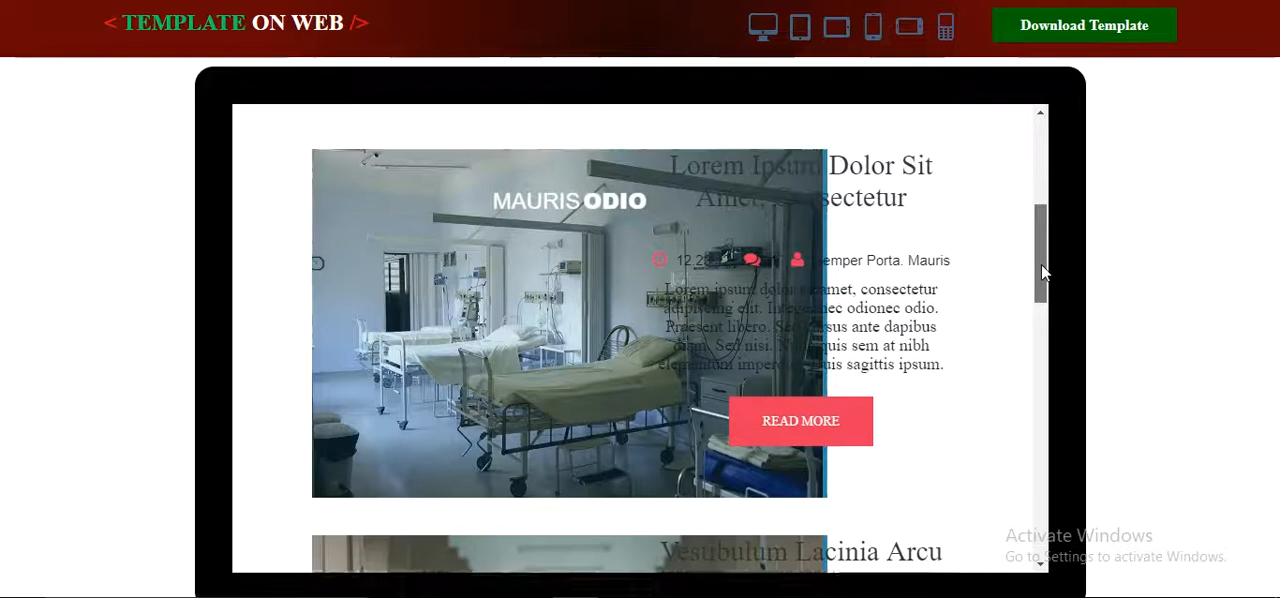 < TEMPLATE ON WEB />
Download Template
MAURIS ODIO
Lorem Ipsum Dolor Sit
Amet, Consectetur
Semper Porta. Mauris
Lorem ipsum dolor sit amet, consectetur
adipiscing elit. Integer nec odionec odio.
Praesent libero. Sed cursus ante dapibus
diam. Sed nisi. Nulla quis sem at nibh
elementum imperdiet. Duis sagittis ipsum.
READ MORE
Vestibulum Lacinia Arcu
Activate Windows
Go to Settings to activate Windows.